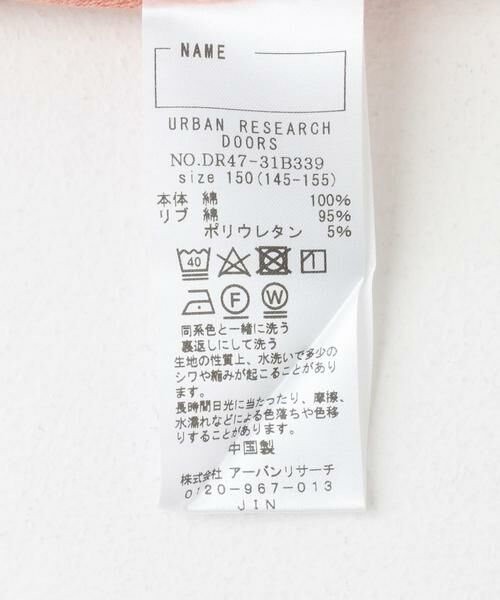 NAME
URBAN RESEARCH
DOORS
NO.DR47-31B339
size 150(145-155)
本体 綿 100%
リブ 綿 95%
ポリウレタン 5%
40
F W
同系色と一緒に洗う
裏返しにして洗う
生地の性質上、水洗いで多少の
シワや縮みが起こることがあり
ます。
長時間日光に当たったり、摩擦、
水濡れなどによる色落ちや色移
りすることがあります。
中国製
株式会社 アーバンリサーチ
0120-967-013
JIN